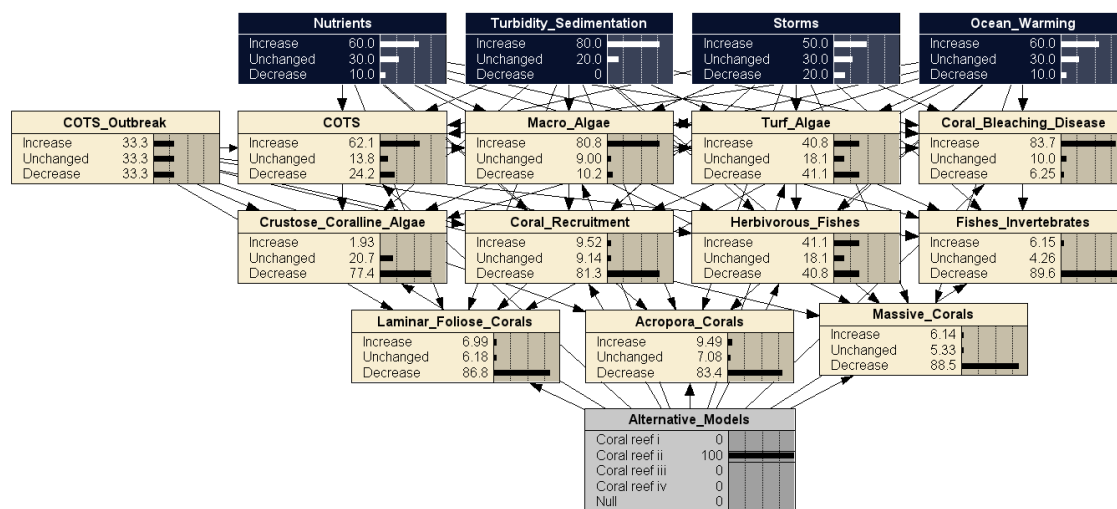 Nutrients
Increase 60.0
Unchanged 30.0
Decrease 10.0
Turbidity_Sedimentation
Increase 80.0
Unchanged 20.0
Decrease 0
Storms
Increase 50.0
Unchanged 30.0
Decrease 20.0
Ocean_Warming
Increase 60.0
Unchanged 30.0
Decrease 10.0
COTS_Outbreak
Increase 33.3
Unchanged 33.3
Decrease 33.3
COTS
Increase 62.1
Unchanged 13.8
Decrease 24.2
Macro_Algae
Increase 80.8
Unchanged 9.00
Decrease 10.2
Turf_Algae
Increase 40.8
Unchanged 18.1
Decrease 41.1
Coral_Bleaching_Disease
Increase 83.7
Unchanged 10.0
Decrease 6.25
Crustose_Coralline_Algae
Increase 1.93
Unchanged 20.7
Decrease 77.4
Coral_Recruitment
Increase 9.52
Unchanged 9.14
Decrease 81.3
Herbivorous_Fishes
Increase 41.1
Unchanged 18.1
Decrease 40.8
Fishes_Invertebrates
Increase 6.15
Unchanged 4.26
Decrease 89.6
Laminar_Foliose_Corals
Increase 6.99
Unchanged 6.18
Decrease 86.8
Acropora_Corals
Increase 9.49
Unchanged 7.08
Decrease 83.4
Massive_Corals
Increase 6.14
Unchanged 5.33
Decrease 88.5
Alternative_Models
Coral reef i 0
Coral reef ii 100
Coral reef iii 0
Coral reef iv 0
Null 0